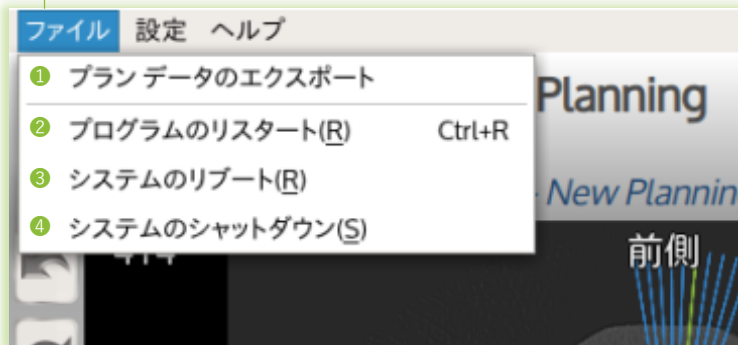 ファイル 設定 ヘルプ
1 プラン データのエクスポート
Planning
2 プログラムのリスタート(R) Ctrl+R
3 システムのリブート(R)
New Plannin
4 システムのシャットダウン(S)
前側